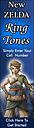 New
ZELDA
Ring
Tones
Simply Enter Your
Cell Number
Click Here To
Get Started